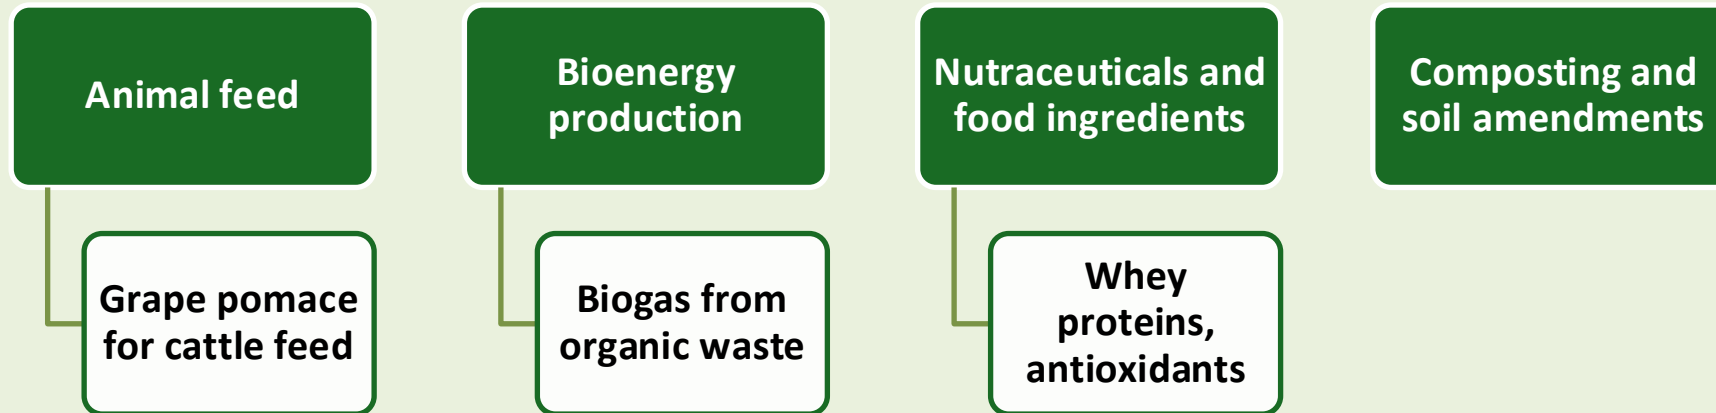 Animal feed
Grape pomace
for cattle feed
Bioenergy
production
Biogas from
organic waste
Nutraceuticals and
food ingredients
Whey
proteins,
antioxidants
Composting and
soil amendments